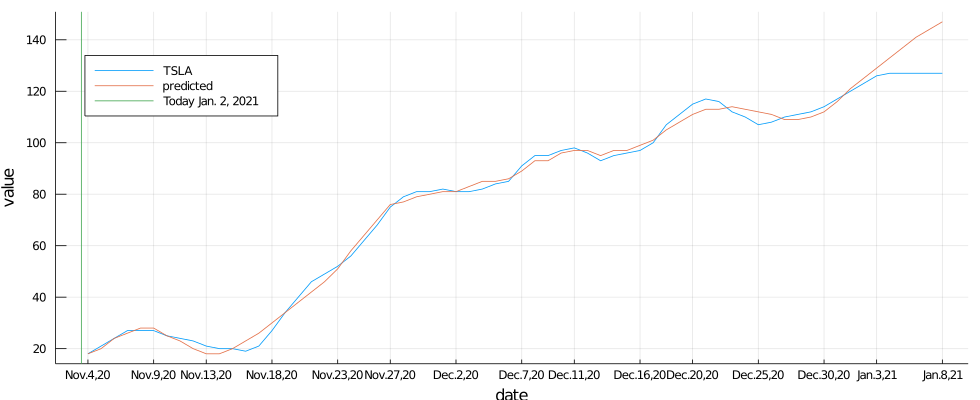 140
120
100
80
60
40
20
value
TSLA
predicted
Today Jan. 2, 2021
Nov.4,20 Nov.9,20 Nov.13,20 Nov.18,20 Nov.23,20 Nov.27,20 Dec.2,20 Dec.7,20 Dec.11,20 Dec.16,20 Dec.20,20 Dec.25,20 Dec.30,20 Jan.3,21 Jan.8,21
date